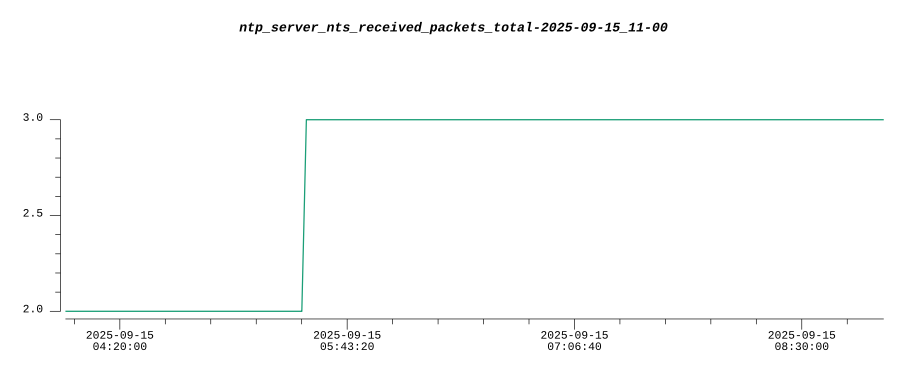 ntp_server_nts_received_packets_total-2025-09-15_11-00
3.0
2.5
2.0
2025-09-15 2025-09-15 2025-09-15 2025-09-15
04:20:00 05:43:20 07:06:40 08:30:00